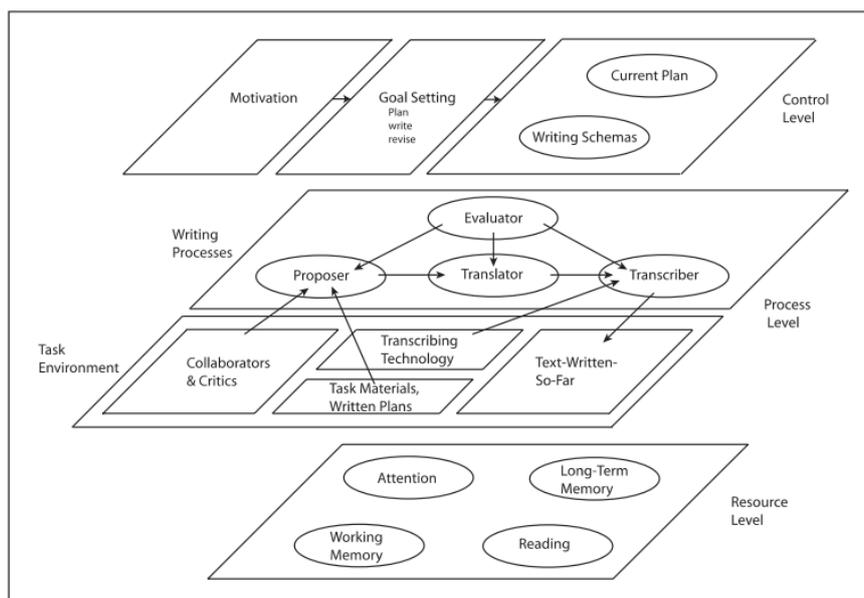 Motivation
Goal Setting
Plan
write
revise
Current Plan
Writing Schemas
Control
Level
Writing
Processes
Evaluator
Proposer
Translator
Transcriber
Process
Level
Task
Environment
Collaborators
& Critics
Transcribing
Technology
Task Materials,
Written Plans
Text-Written-
So-Far
Attention
Long-Term
Memory
Working
Memory
Reading
Resource
Level